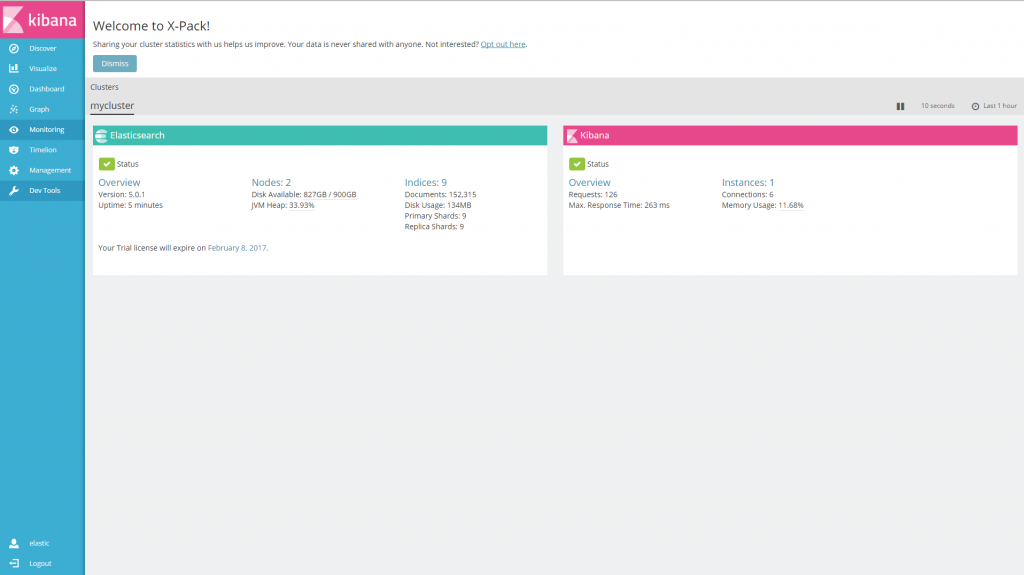 kibana
Discover
Visualize
Dashboard
Graph
Monitoring
Timelion
Management
Dev Tools
elastic
Logout
Welcome to X-Pack!
Sharing your cluster statistics with us helps us improve. Your data is never shared with anyone. Not interested? Opt out here.
Dismiss
Clusters
mycluster
10 seconds
Last 1 hour
Elasticsearch
Status
Overview
Version: 5.0.1
Uptime: 5 minutes
Nodes: 2
Disk Available: 827GB / 900GB
JVM Heap: 33.93%
Indices: 9
Documents: 152,315
Disk Usage: 134MB
Primary Shards: 9
Replica Shards: 9
Your Trial license will expire on February 8, 2017.
Kibana
Status
Overview
Requests: 126
Max. Response Time: 263 ms
Instances: 1
Connections: 6
Memory Usage: 11.68%